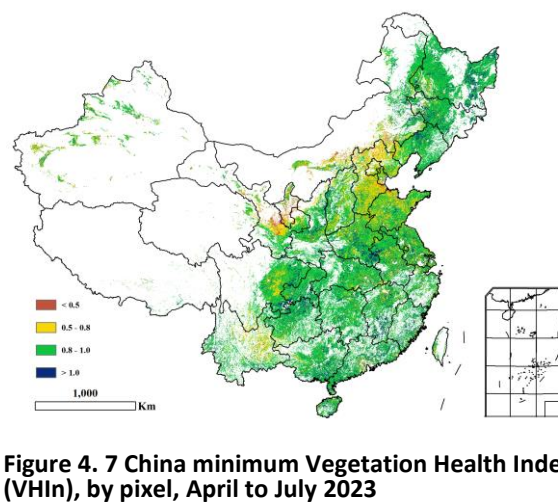 < 0.5
0.5 - 0.8
0.8 - 1.0
> 1.0
1,000
Km
Figure 4. 7 China minimum Vegetation Health Inde
(VHIn), by pixel, April to July 2023